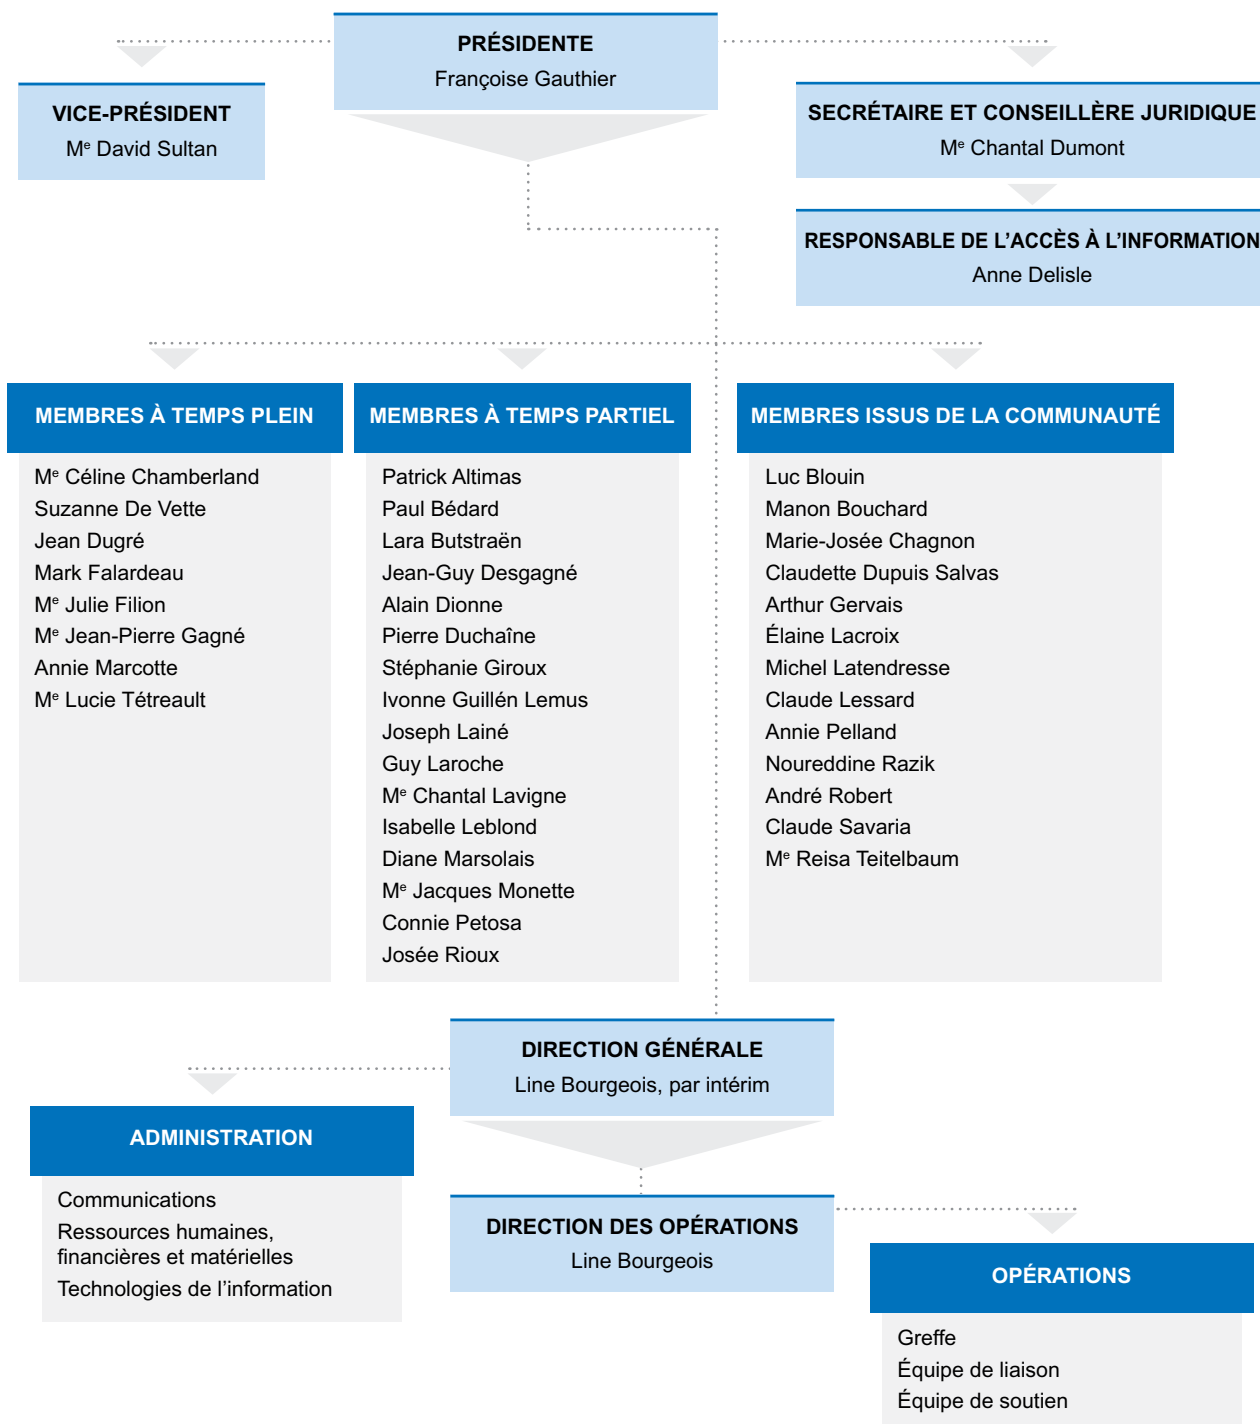 PRÉSIDENTE
Françoise Gauthier
VICE-PRÉSIDENT
Me David Sultan
SECRÉTAIRE ET CONSEILLÈRE JURIDIQUE
Me Chantal Dumont
RESPONSABLE DE L’ACCÈS À L’INFORMATION
Anne Delisle
MEMBRES À TEMPS PLEIN
Me Céline Chamberland
Suzanne De Vette
Jean Dugré
Mark Falardeau
Me Julie Filion
Me Jean-Pierre Gagné
Annie Marcotte
Me Lucie Tétreault
MEMBRES À TEMPS PARTIEL
Patrick Altimas
Paul Bédard
Lara Butstraën
Jean-Guy Desgagné
Alain Dionne
Pierre Duchaîne
Stéphanie Giroux
Ivonne Guillén Lemus
Joseph Lainé
Guy Laroche
Me Chantal Lavigne
Isabelle Leblond
Diane Marsolais
Me Jacques Monette
Connie Petosa
Josée Rioux
MEMBRES ISSUS DE LA COMMUNAUTÉ
Luc Blouin
Manon Bouchard
Marie-Josée Chagnon
Claudette Dupuis Salvas
Arthur Gervais
Élaine Lacroix
Michel Latendresse
Claude Lessard
Annie Pelland
Noureddine Razik
André Robert
Claude Savaria
Me Reisa Teitelbaum
DIRECTION GÉNÉRALE
Line Bourgeois, par intérim
ADMINISTRATION
Communications
Ressources humaines,
financières et matérielles
Technologies de l’information
DIRECTION DES OPÉRATIONS
Line Bourgeois
OPÉRATIONS
Greffe
Équipe de liaison
Équipe de soutien